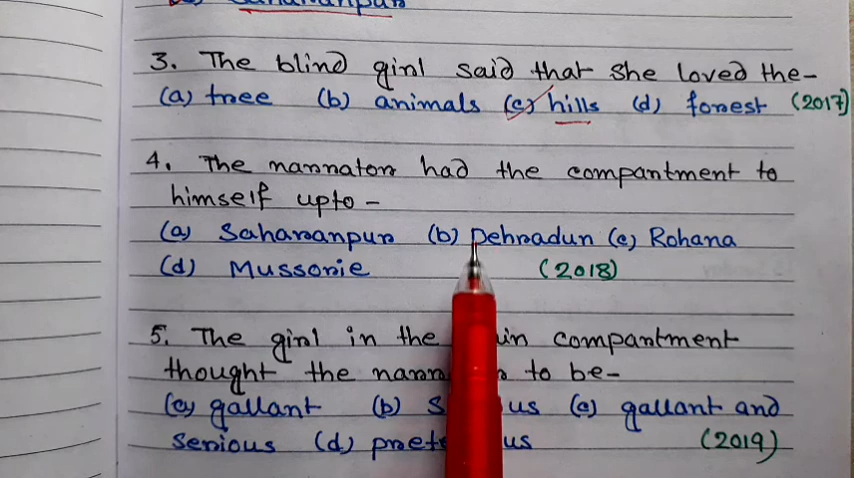 Saharanpur
3. The blind girl said that she loved the-
(a) tree (b) animals (c) hills (d) forest (2017)
4. The narrator had the compartment to
himself upto -
(a) Saharanpur (b) Dehradun (c) Rohana
(d) Mussorie (2018)
5. The girl in the compartment
thought the to be-
(a) gallant (b) (c) gallant and
serious (d) (2019)